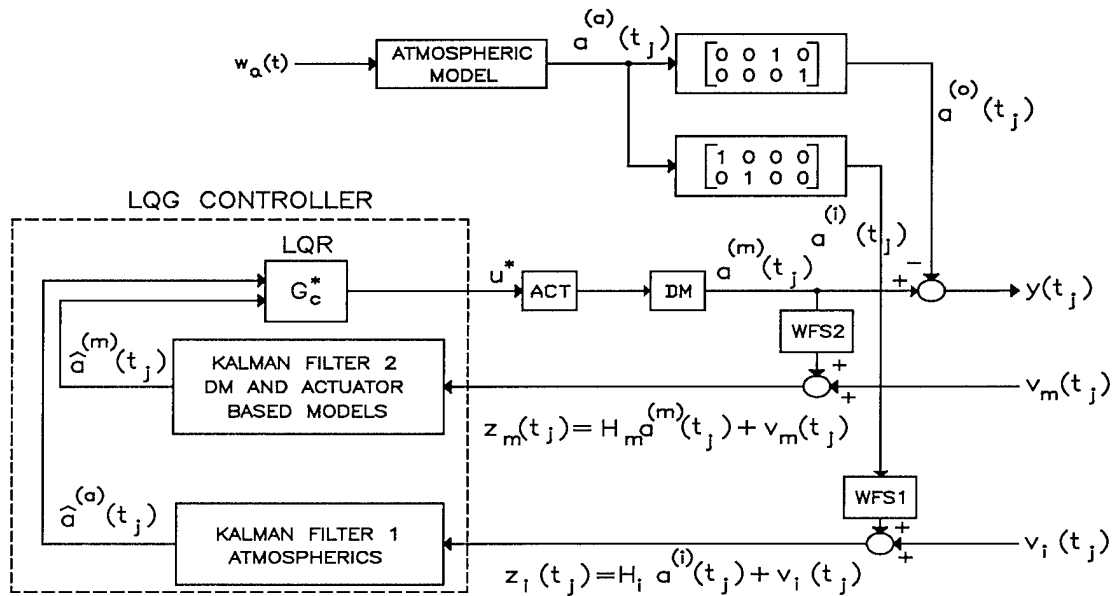 w_a(t)
ATMOSPHERIC
MODEL
a^(a)(t_j)
[0 0 1 0
0 0 0 1]
a^(o)(t_j)
[1 0 0 0
0 1 0 0]
a^(i)(t_j)
LQG CONTROLLER
LQR
G_c^*
u*
ACT
DM
a^(m)(t_j)
−
+
y(t_j)
WFS2
+
+
v_m(t_j)
â^(m)(t_j)
KALMAN FILTER 2
DM AND ACTUATOR
BASED MODELS
z_m(t_j)=H_m a^(m)(t_j)+v_m(t_j)
WFS1
+
+
v_i(t_j)
â^(a)(t_j)
KALMAN FILTER 1
ATMOSPHERICS
z_i(t_j)=H_i a^(i)(t_j)+v_i(t_j)